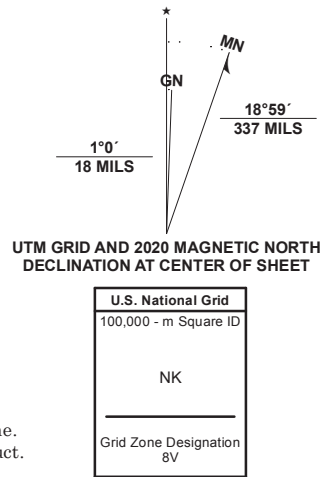 ★
MN
GN
18°59´
337 MILS
1°0´
18 MILS
UTM GRID AND 2020 MAGNETIC NORTH
DECLINATION AT CENTER OF SHEET
U.S. National Grid
100,000 - m Square ID
NK
Grid Zone Designation
8V
uct.